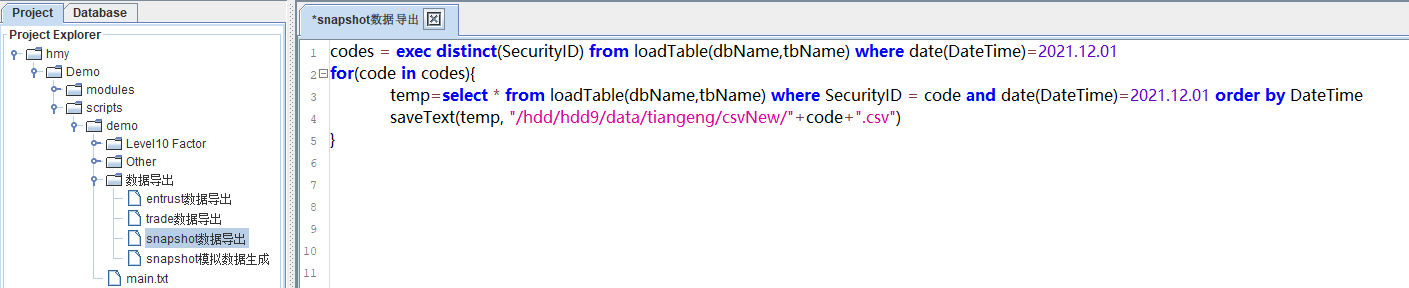 Project
Database
Project Explorer
hmy
Demo
modules
scripts
demo
Level10 Factor
Other
数据导出
entrust数据导出
trade数据导出
snapshot数据导出
snapshot模拟数据生成
main.txt
*snapshot数据导出
1 codes = exec distinct(SecurityID) from loadTable(dbName,tbName) where date(DateTime)=2021.12.01
2 for(code in codes){
3 temp=select * from loadTable(dbName,tbName) where SecurityID = code and date(DateTime)=2021.12.01 order by DateTime
4 saveText(temp, "/hdd/hdd9/data/tiangeng/csvNew/"+code+".csv")
5 }
6
7
8
9
10
11